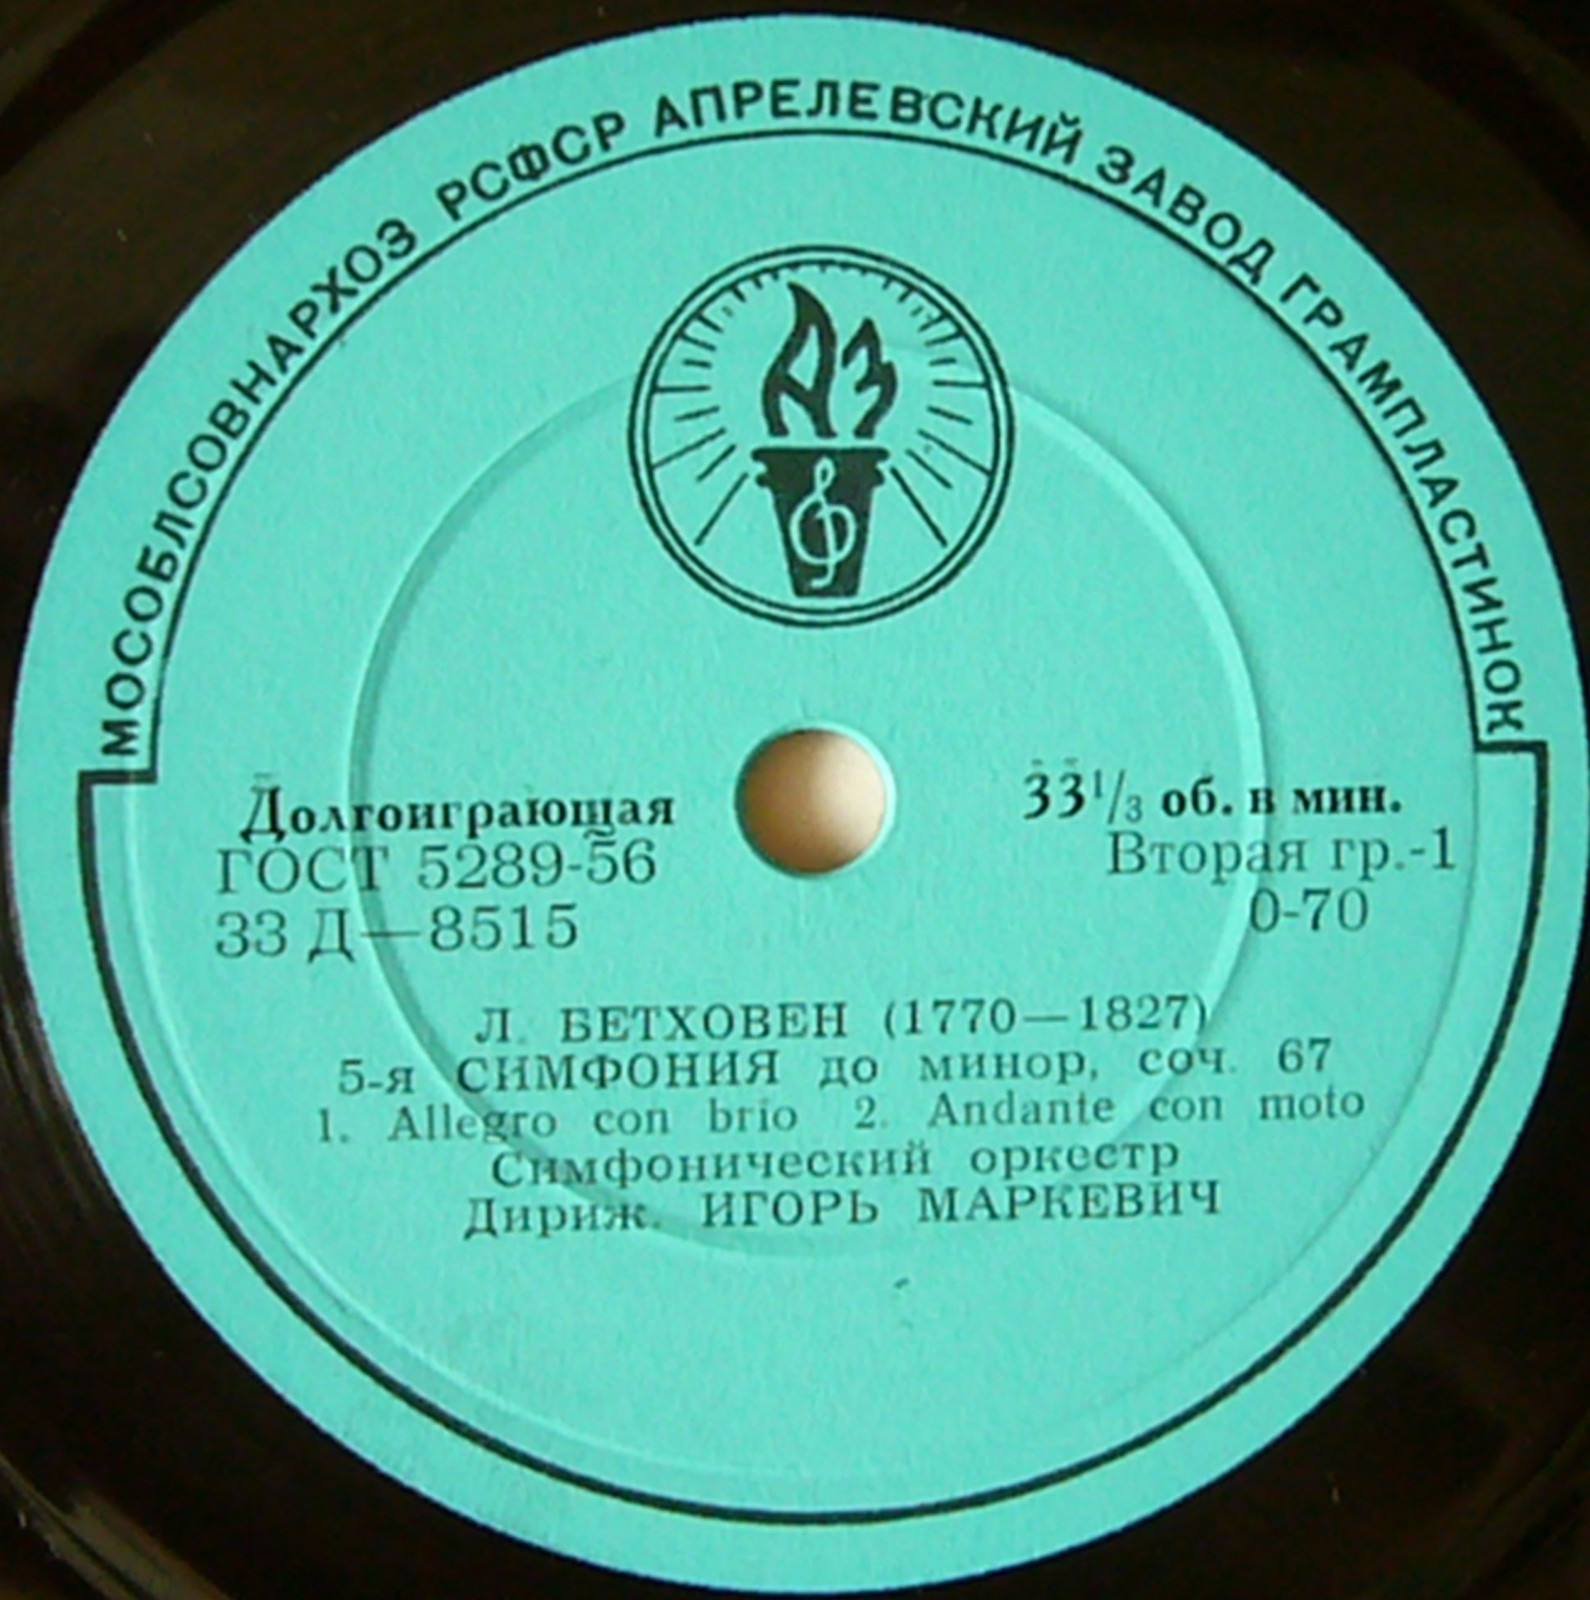 МОСОБЛСОВНАРХОЗ РСФСР АПРЕЛЕВСКИЙ ЗАВОД ГРАМПЛАСТИНОК
АЗ
Долгоиграющая
ГОСТ 5289-56
33 Д—8515
33 1/3 об. в мин.
Вторая гр.-1
0-70
Л. БЕТХОВЕН (1770—1827)
5-я СИМФОНИЯ до минор, соч. 67
1. Allegro con brio 2. Andante con moto
Симфонический оркестр
Дириж. ИГОРЬ МАРКЕВИЧ